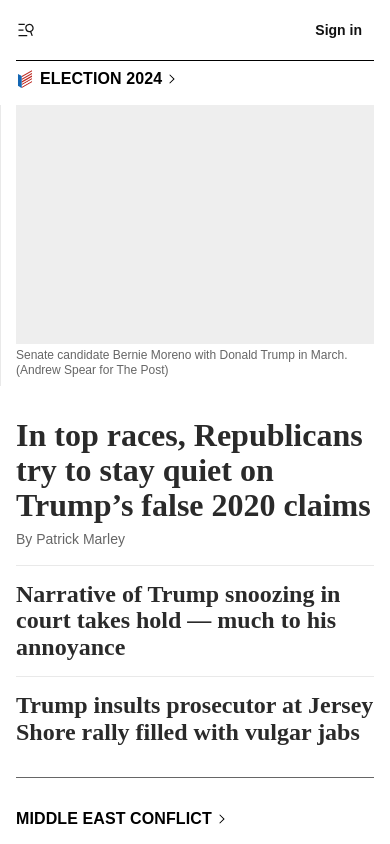 Sign in
ELECTION 2024
Senate candidate Bernie Moreno with Donald Trump in March.
(Andrew Spear for The Post)
In top races, Republicans
try to stay quiet on
Trump’s false 2020 claims
By Patrick Marley
Narrative of Trump snoozing in
court takes hold — much to his
annoyance
Trump insults prosecutor at Jersey
Shore rally filled with vulgar jabs
MIDDLE EAST CONFLICT